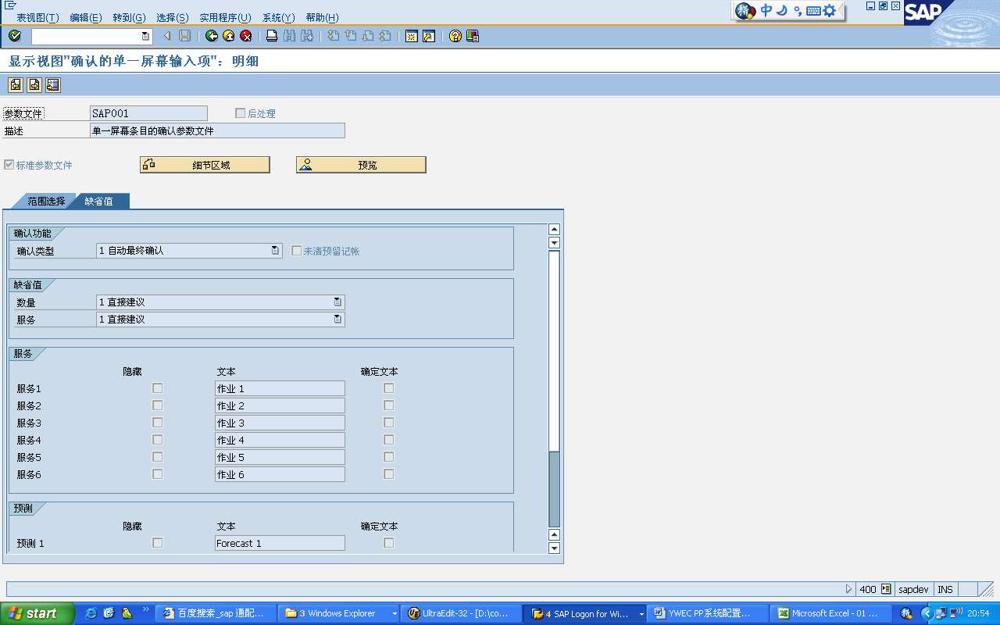 表视图(T) 编辑(E) 转到(G) 选择(S) 实用程序(U) 系统(Y) 帮助(H)
中
SAP
显示视图"确认的单一屏幕输入项": 明细
参数文件 SAP001 后处理
描述 单一屏幕条目的确认参数文件
标准参数文件 细节区域 预览
范围选择 缺省值
确认功能
确认类型 1 自动最终确认 未清预留记帐
缺省值
数量 1 直接建议
服务 1 直接建议
服务
隐藏 文本 确定文本
服务1 作业 1
服务2 作业 2
服务3 作业 3
服务4 作业 4
服务5 作业 5
服务6 作业 6
预测
隐藏 文本 确定文本
预测 1 Forecast 1
400 sapdev INS
start 百度搜索_sap 通配... 3 Windows Explorer UltraEdit-32 - [D:\co... 4 SAP Logon for Wi... YWEC PP系统配置... Microsoft Excel - 01 ... 20:54